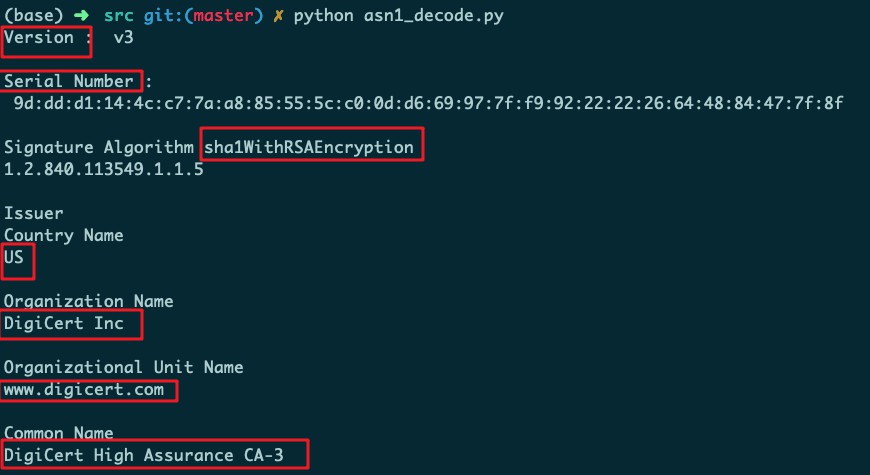 (base) ➜ src git:(master) ✗ python asn1_decode.py
Version : v3
Serial Number :
9d:dd:d1:14:4c:c7:7a:a8:85:55:5c:c0:0d:d6:69:97:7f:f9:92:22:22:26:64:48:84:47:7f:8f
Signature Algorithm sha1WithRSAEncryption
1.2.840.113549.1.1.5
Issuer
Country Name
US
Organization Name
DigiCert Inc
Organizational Unit Name
www.digicert.com
Common Name
DigiCert High Assurance CA-3